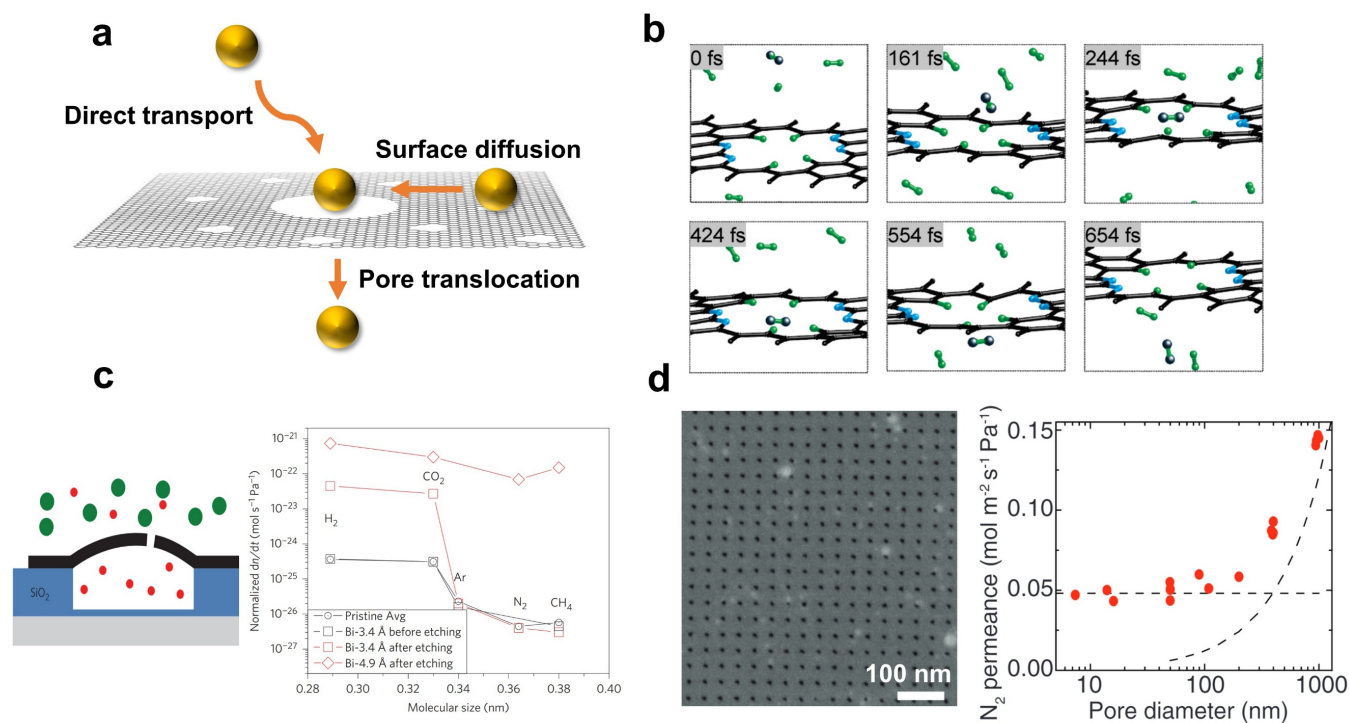 a
Direct transport
Surface diffusion
Pore translocation
b
0 fs
161 fs
244 fs
424 fs
554 fs
654 fs
c
SiO₂
Normalized dn/dt (mol s⁻¹ Pa⁻¹)
10⁻²¹
10⁻²²
10⁻²³
10⁻²⁴
10⁻²⁵
10⁻²⁶
10⁻²⁷
H₂
CO₂
Ar
N₂
CH₄
Pristine Avg
Bi-3.4 Å before etching
Bi-3.4 Å after etching
Bi-4.9 Å after etching
0.28
0.30
0.32
0.34
0.36
0.38
0.40
Molecular size (nm)
d
100 nm
N₂ permeance (mol m⁻² s⁻¹ Pa⁻¹)
0.15
0.10
0.05
0.00
10
100
1000
Pore diameter (nm)